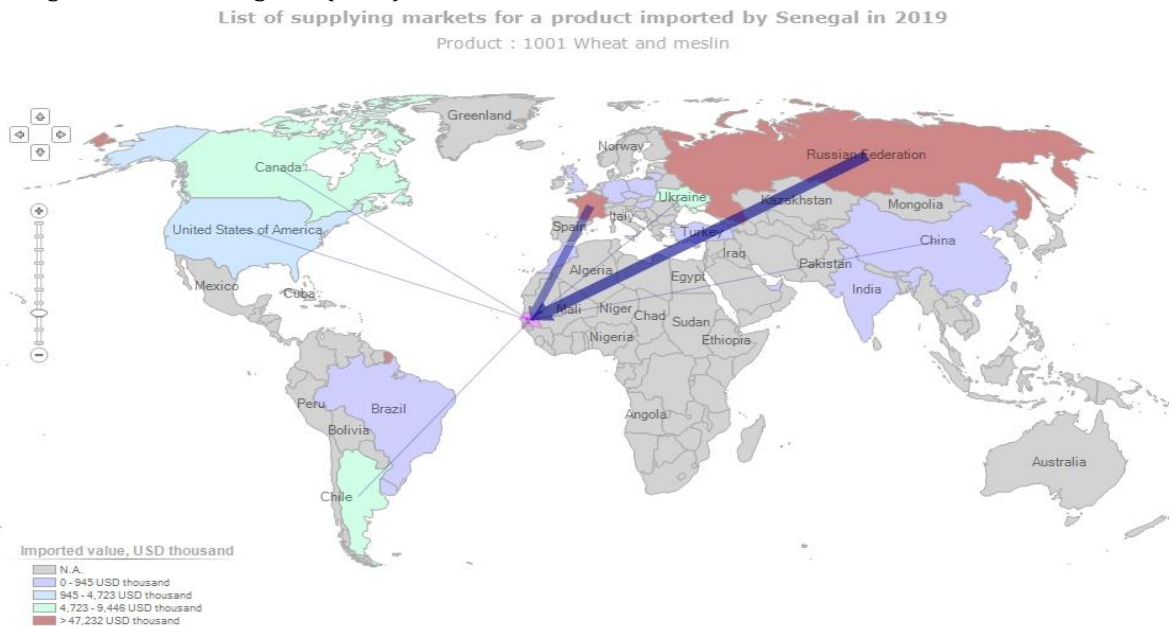 List of supplying markets for a product imported by Senegal in 2019
Product : 1001 Wheat and meslin
Greenland
Norway
Russian Federation
Canada
Ukraine
Kazakhstan
Mongolia
Italy
Spain
Turkey
United States of America
China
Iraq
Pakistan
Algeria
Egypt
Mexico
Cuba
India
Mali
Niger
Chad
Sudan
Nigeria
Ethiopia
Peru
Brazil
Angola
Bolivia
Australia
Chile
Imported value, USD thousand
N.A.
0 - 945 USD thousand
945 - 4,723 USD thousand
4,723 - 9,446 USD thousand
> 47,232 USD thousand